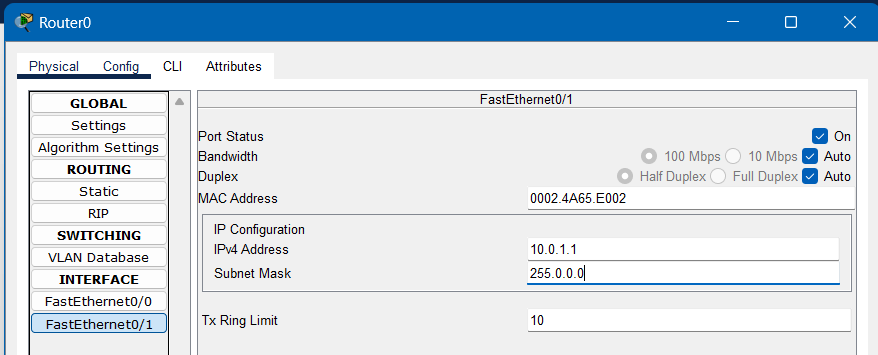 Router0
Physical Config CLI Attributes
GLOBAL
Settings
Algorithm Settings
ROUTING
Static
RIP
SWITCHING
VLAN Database
INTERFACE
FastEthernet0/0
FastEthernet0/1
FastEthernet0/1
Port Status On
Bandwidth 100 Mbps 10 Mbps Auto
Duplex Half Duplex Full Duplex Auto
MAC Address 0002.4A65.E002
IP Configuration
IPv4 Address 10.0.1.1
Subnet Mask 255.0.0.0
Tx Ring Limit 10